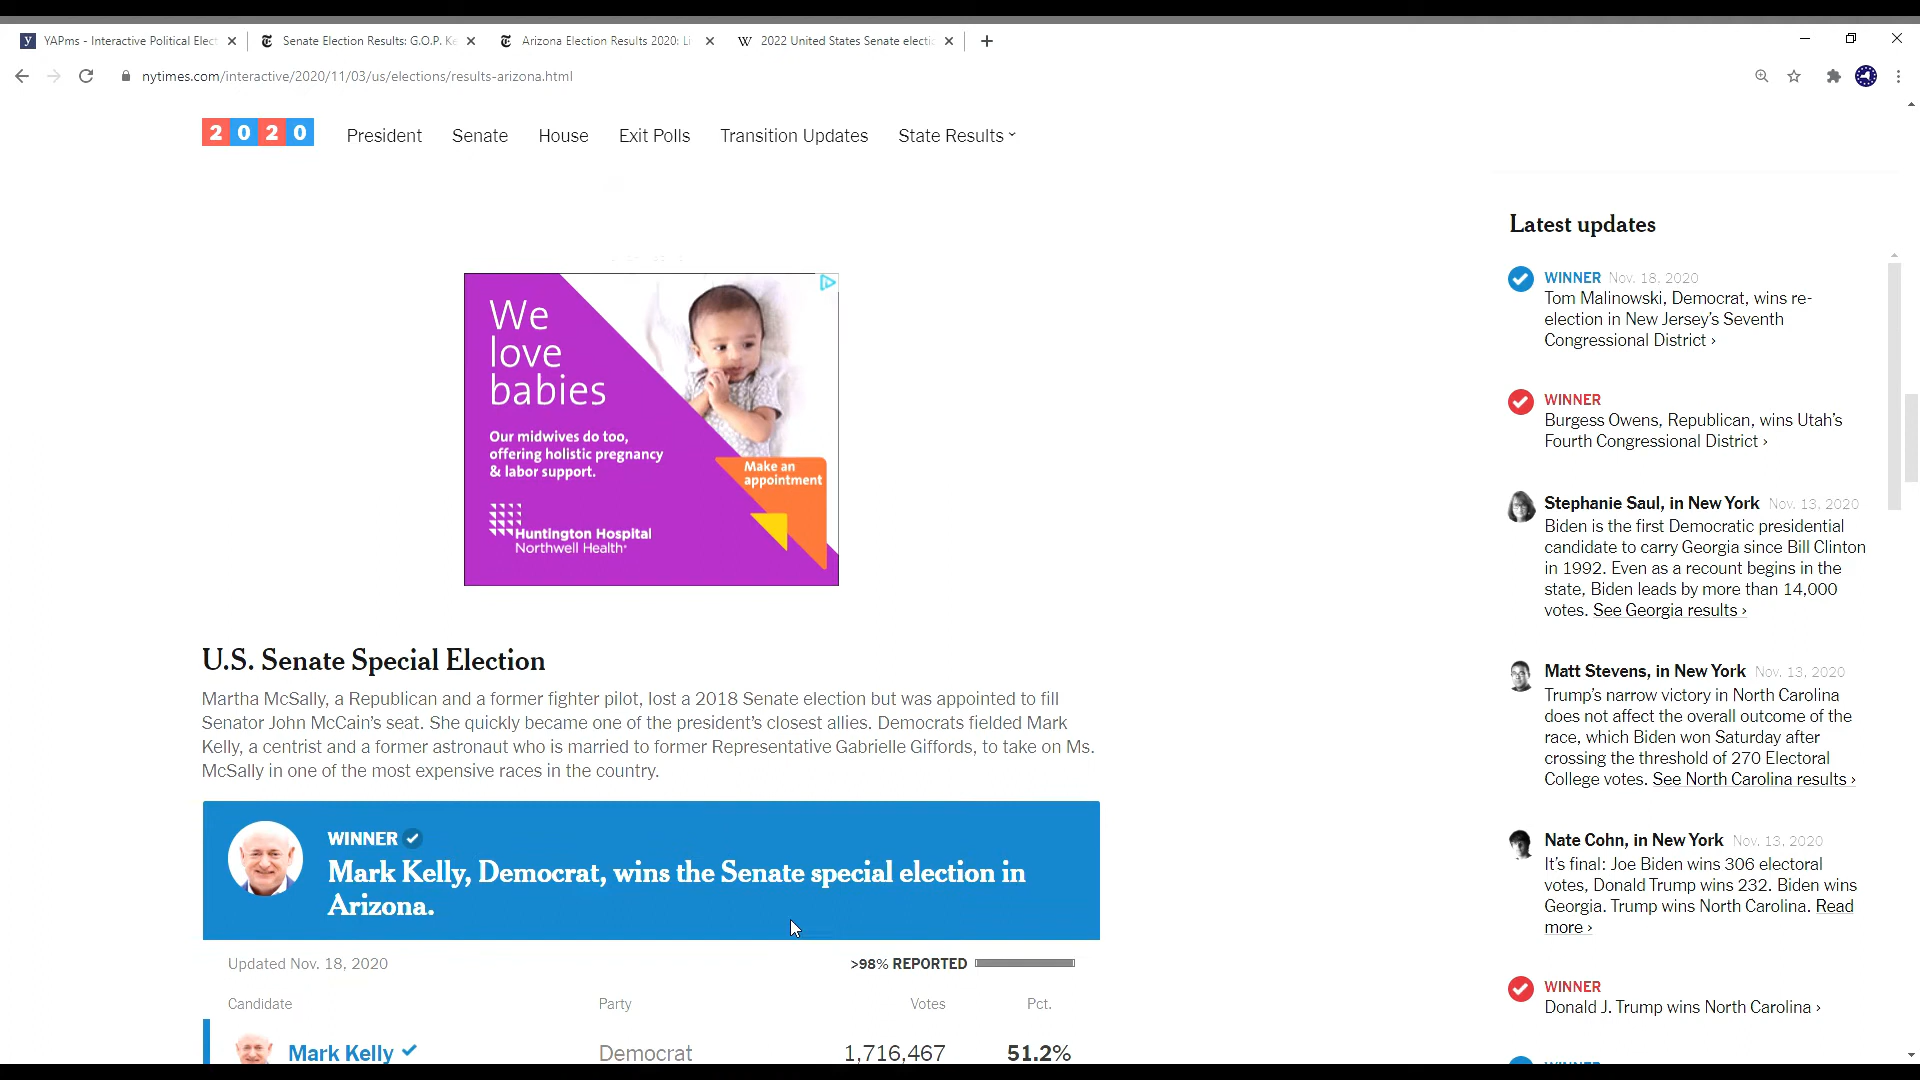 YAPms - Interactive Political Elect
Senate Election Results: G.O.P. Ke
Arizona Election Results 2020: Li
2022 United States Senate electio
nytimes.com/interactive/2020/11/03/us/elections/results-arizona.html
2020
President
Senate
House
Exit Polls
Transition Updates
State Results
We
love
babies
Our midwives do too,
offering holistic pregnancy
& labor support.
Make an
appointment
Huntington Hospital
Northwell Health
U.S. Senate Special Election
Martha McSally, a Republican and a former fighter pilot, lost a 2018 Senate election but was appointed to fill
Senator John McCain's seat. She quickly became one of the president's closest allies. Democrats fielded Mark
Kelly, a centrist and a former astronaut who is married to former Representative Gabrielle Giffords, to take on Ms.
McSally in one of the most expensive races in the country.
WINNER
Mark Kelly, Democrat, wins the Senate special election in
Arizona.
Updated Nov. 18, 2020
>98% REPORTED
Candidate Party Votes Pct.
Mark Kelly Democrat 1,716,467 51.2%
Latest updates
WINNER Nov. 18, 2020
Tom Malinowski, Democrat, wins re-
election in New Jersey's Seventh
Congressional District ›
WINNER
Burgess Owens, Republican, wins Utah's
Fourth Congressional District ›
Stephanie Saul, in New York Nov. 13, 2020
Biden is the first Democratic presidential
candidate to carry Georgia since Bill Clinton
in 1992. Even as a recount begins in the
state, Biden leads by more than 14,000
votes. See Georgia results ›
Matt Stevens, in New York Nov. 13, 2020
Trump's narrow victory in North Carolina
does not affect the overall outcome of the
race, which Biden won Saturday after
crossing the threshold of 270 Electoral
College votes. See North Carolina results ›
Nate Cohn, in New York Nov. 13, 2020
It's final: Joe Biden wins 306 electoral
votes, Donald Trump wins 232. Biden wins
Georgia. Trump wins North Carolina. Read
more ›
WINNER
Donald J. Trump wins North Carolina ›